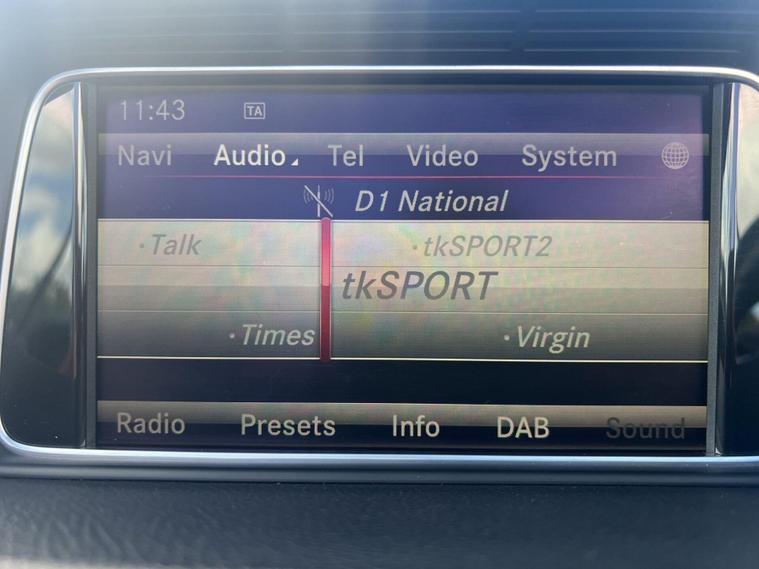 11:43 TA
Navi Audio Tel Video System
D1 National
·Talk ·tkSPORT2
tkSPORT
·Times ·Virgin
Radio Presets Info DAB Sound